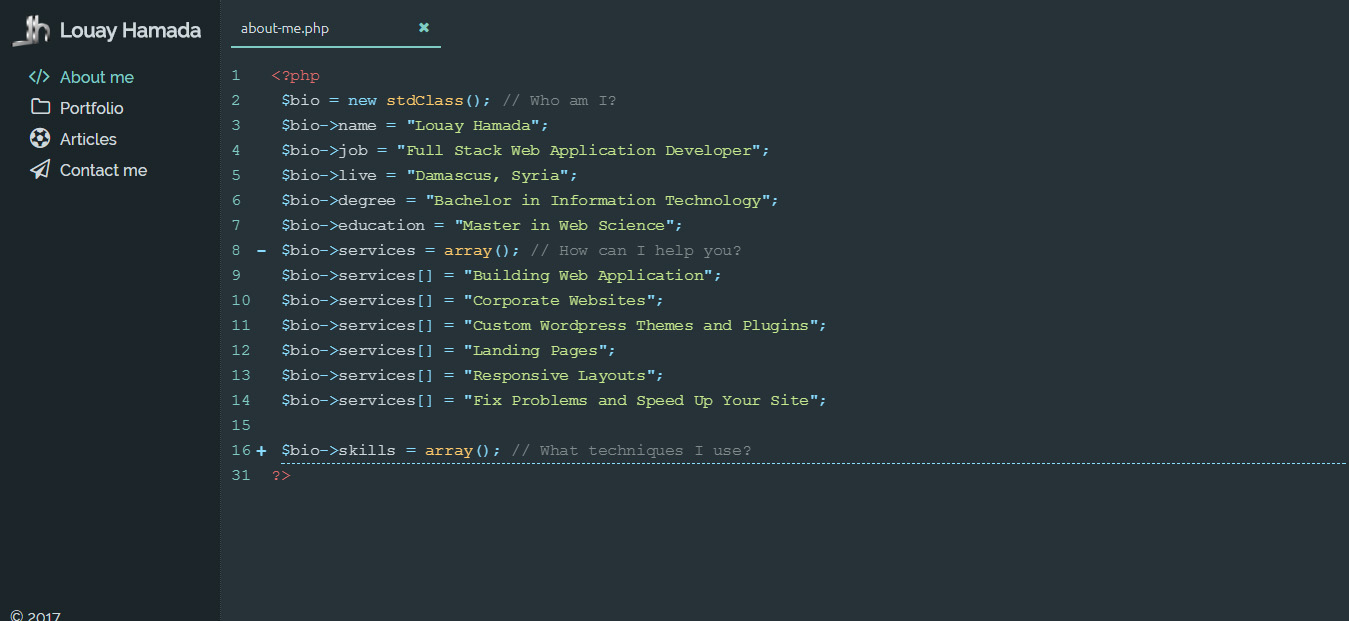 Louay Hamada
About me
Portfolio
Articles
Contact me
© 2017
about-me.php ×
1 <?php
2 $bio = new stdClass(); // Who am I?
3 $bio->name = "Louay Hamada";
4 $bio->job = "Full Stack Web Application Developer";
5 $bio->live = "Damascus, Syria";
6 $bio->degree = "Bachelor in Information Technology";
7 $bio->education = "Master in Web Science";
8 - $bio->services = array(); // How can I help you?
9 $bio->services[] = "Building Web Application";
10 $bio->services[] = "Corporate Websites";
11 $bio->services[] = "Custom Wordpress Themes and Plugins";
12 $bio->services[] = "Landing Pages";
13 $bio->services[] = "Responsive Layouts";
14 $bio->services[] = "Fix Problems and Speed Up Your Site";
15
16 + $bio->skills = array(); // What techniques I use?
31 ?>